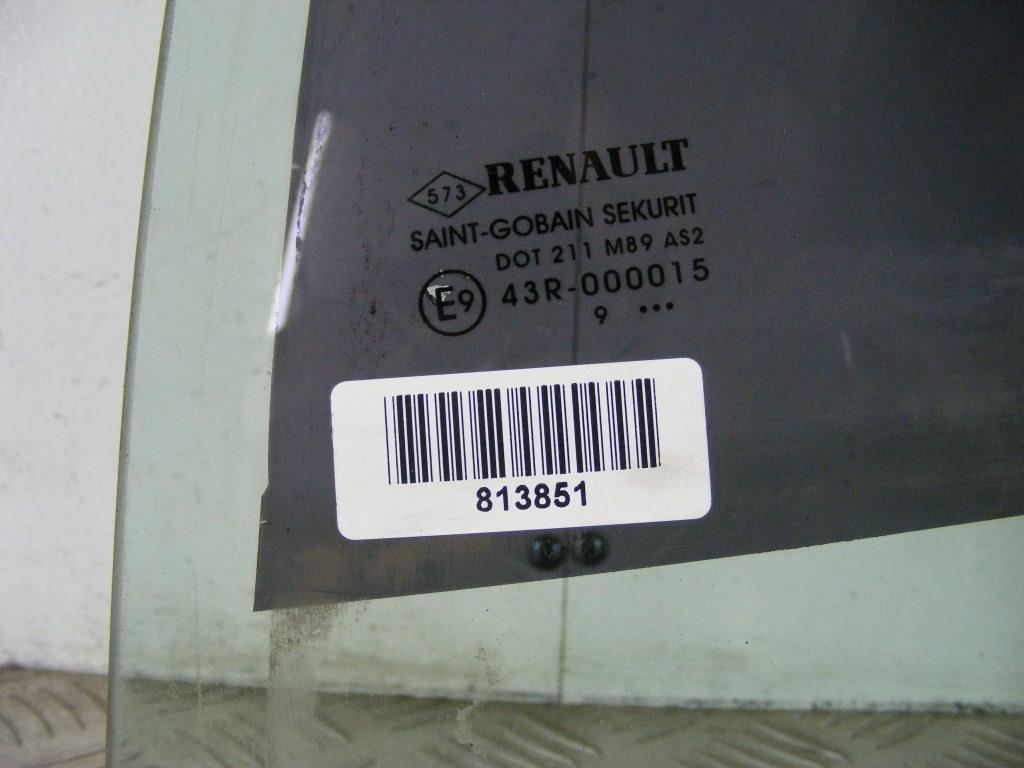 573 RENAULT
SAINT-GOBAIN SEKURIT
DOT 211 M89 AS2
E9 43R-000015
9 •••
813851